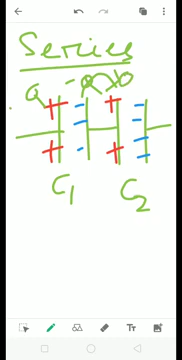 Series
Q
+ - + -
+ - + -
C₁ C₂